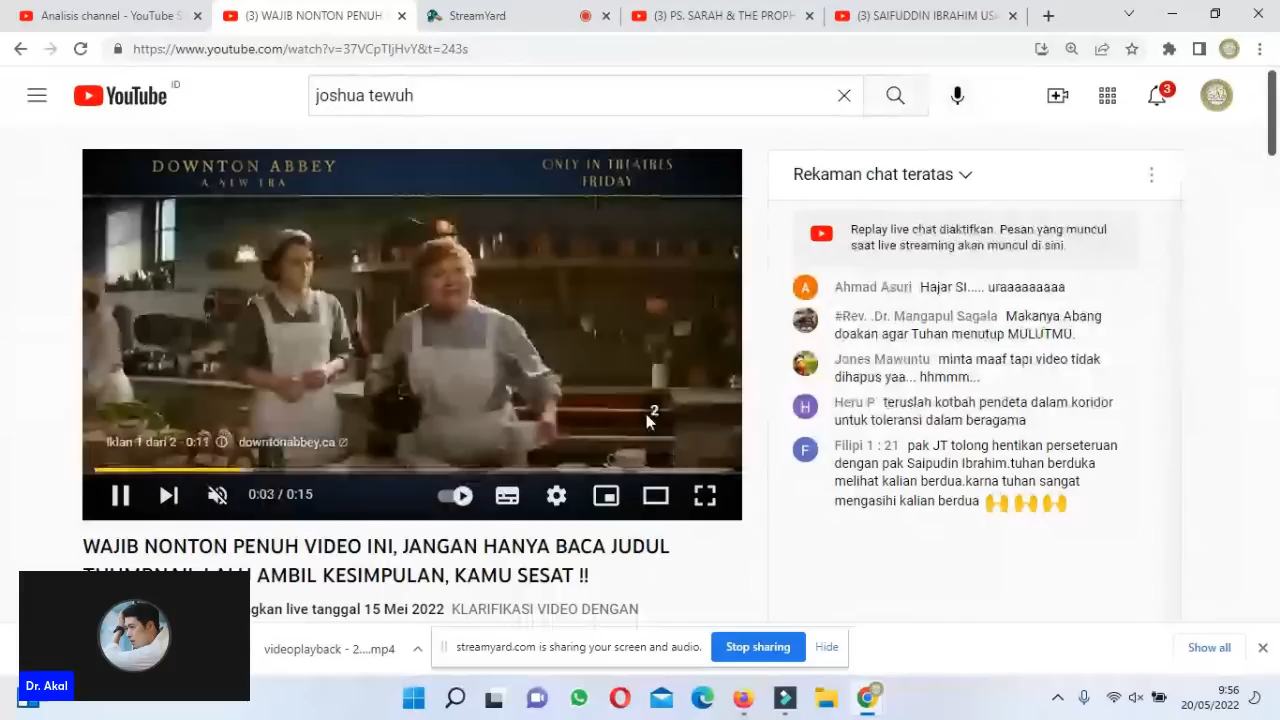 Analisis channel - YouTube S
(3) WAJIB NONTON PENUH
StreamYard
(3) PS. SARAH & THE PROPH
(3) SAIFUDDIN IBRAHIM US
https://www.youtube.com/watch?v=37VCpTIjHvY&t=243s
YouTube ID
joshua tewuh
3
DOWNTON ABBEY
A NEW ERA
ONLY IN THEATRES
FRIDAY
2
Iklan 1 dari 2 · 0:11
downtonabbey.ca
0:03 / 0:15
Rekaman chat teratas
Replay live chat diaktifkan. Pesan yang muncul
saat live streaming akan muncul di sini.
Ahmad Asuri Hajar SI..... uraaaaaaaaa
#Rev. .Dr. Mangapul Sagala Makanya Abang
doakan agar Tuhan menutup MULUTMU.
Jones Mawuntu minta maaf tapi video tidak
dihapus yaa... hhmmm...
Heru P teruslah kotbah pendeta dalam koridor
untuk toleransi dalam beragama
Filipi 1 : 21 pak JT tolong hentikan perseteruan
dengan pak Saipudin Ibrahim.tuhan berduka
melihat kalian berdua.karna tuhan sangat
mengasihi kalian berdua
WAJIB NONTON PENUH VIDEO INI, JANGAN HANYA BACA JUDUL
AMBIL KESIMPULAN, KAMU SESAT !!
gkan live tanggal 15 Mei 2022 KLARIFIKASI VIDEO DENGAN
Dr. Akal
videoplayback - 2....mp4
streamyard.com is sharing your screen and audio.
Stop sharing
Hide
Show all
9:56
20/05/2022